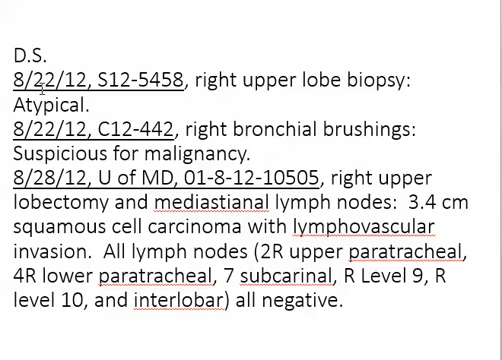 D.S.
8/22/12, S12-5458, right upper lobe biopsy:
Atypical.
8/22/12, C12-442, right bronchial brushings:
Suspicious for malignancy.
8/28/12, U of MD, 01-8-12-10505, right upper
lobectomy and mediastianal lymph nodes:  3.4 cm
squamous cell carcinoma with lymphovascular
invasion.  All lymph nodes (2R upper paratracheal,
4R lower paratracheal, 7 subcarinal, R Level 9, R
level 10, and interlobar) all negative.